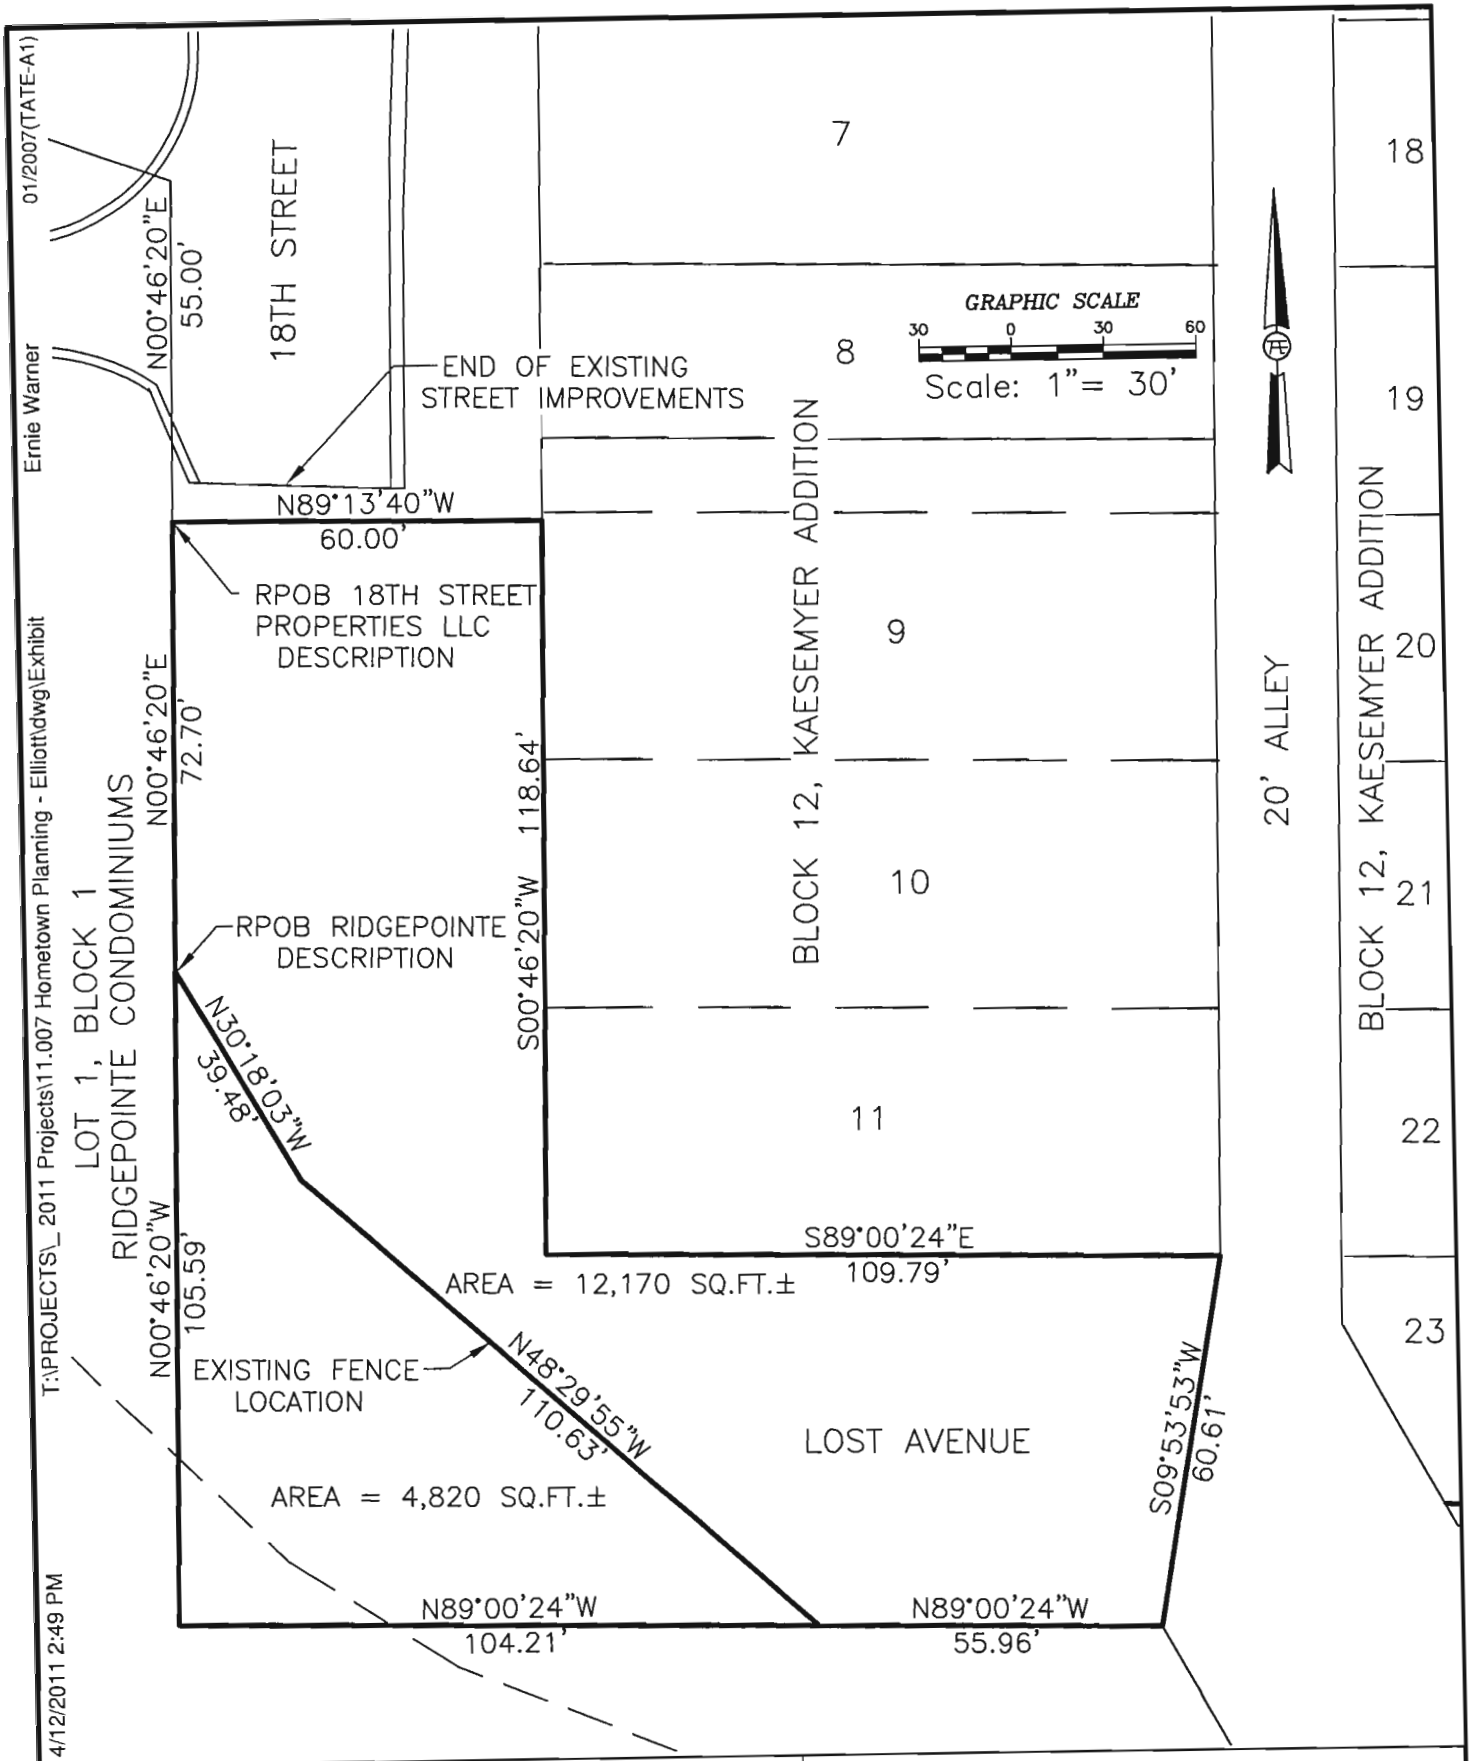 01/2007(TATE-A1)
Ernie Warner
T:\PROJECTS\_ 2011 Projects\11.007 Hometown Planning - Elliott\dwg\Exhibit
4/12/2011 2:49 PM
N00°46'20"E
55.00'
18TH STREET
7
18
GRAPHIC SCALE
30 0 30 60
Scale: 1"= 30'
8
END OF EXISTING
STREET IMPROVEMENTS
19
N89°13'40"W
60.00'
RPOB 18TH STREET
PROPERTIES LLC
DESCRIPTION
BLOCK 12, KAESEMYER ADDITION
9
20' ALLEY
BLOCK 12, KAESEMYER ADDITION
20
N00°46'20"E
72.70'
S00°46'20"W 118.64'
LOT 1, BLOCK 1
RIDGEPOINTE CONDOMINIUMS
10
21
RPOB RIDGEPOINTE
DESCRIPTION
N30°18'03"W
39.48'
11
22
N00°46'20"W
105.59'
S89°00'24"E
109.79'
AREA = 12,170 SQ.FT.±
23
EXISTING FENCE
LOCATION
N48°29'55"W
110.63'
LOST AVENUE
S09°53'53"W
60.61'
AREA = 4,820 SQ.FT.±
N89°00'24"W
104.21'
N89°00'24"W
55.96'